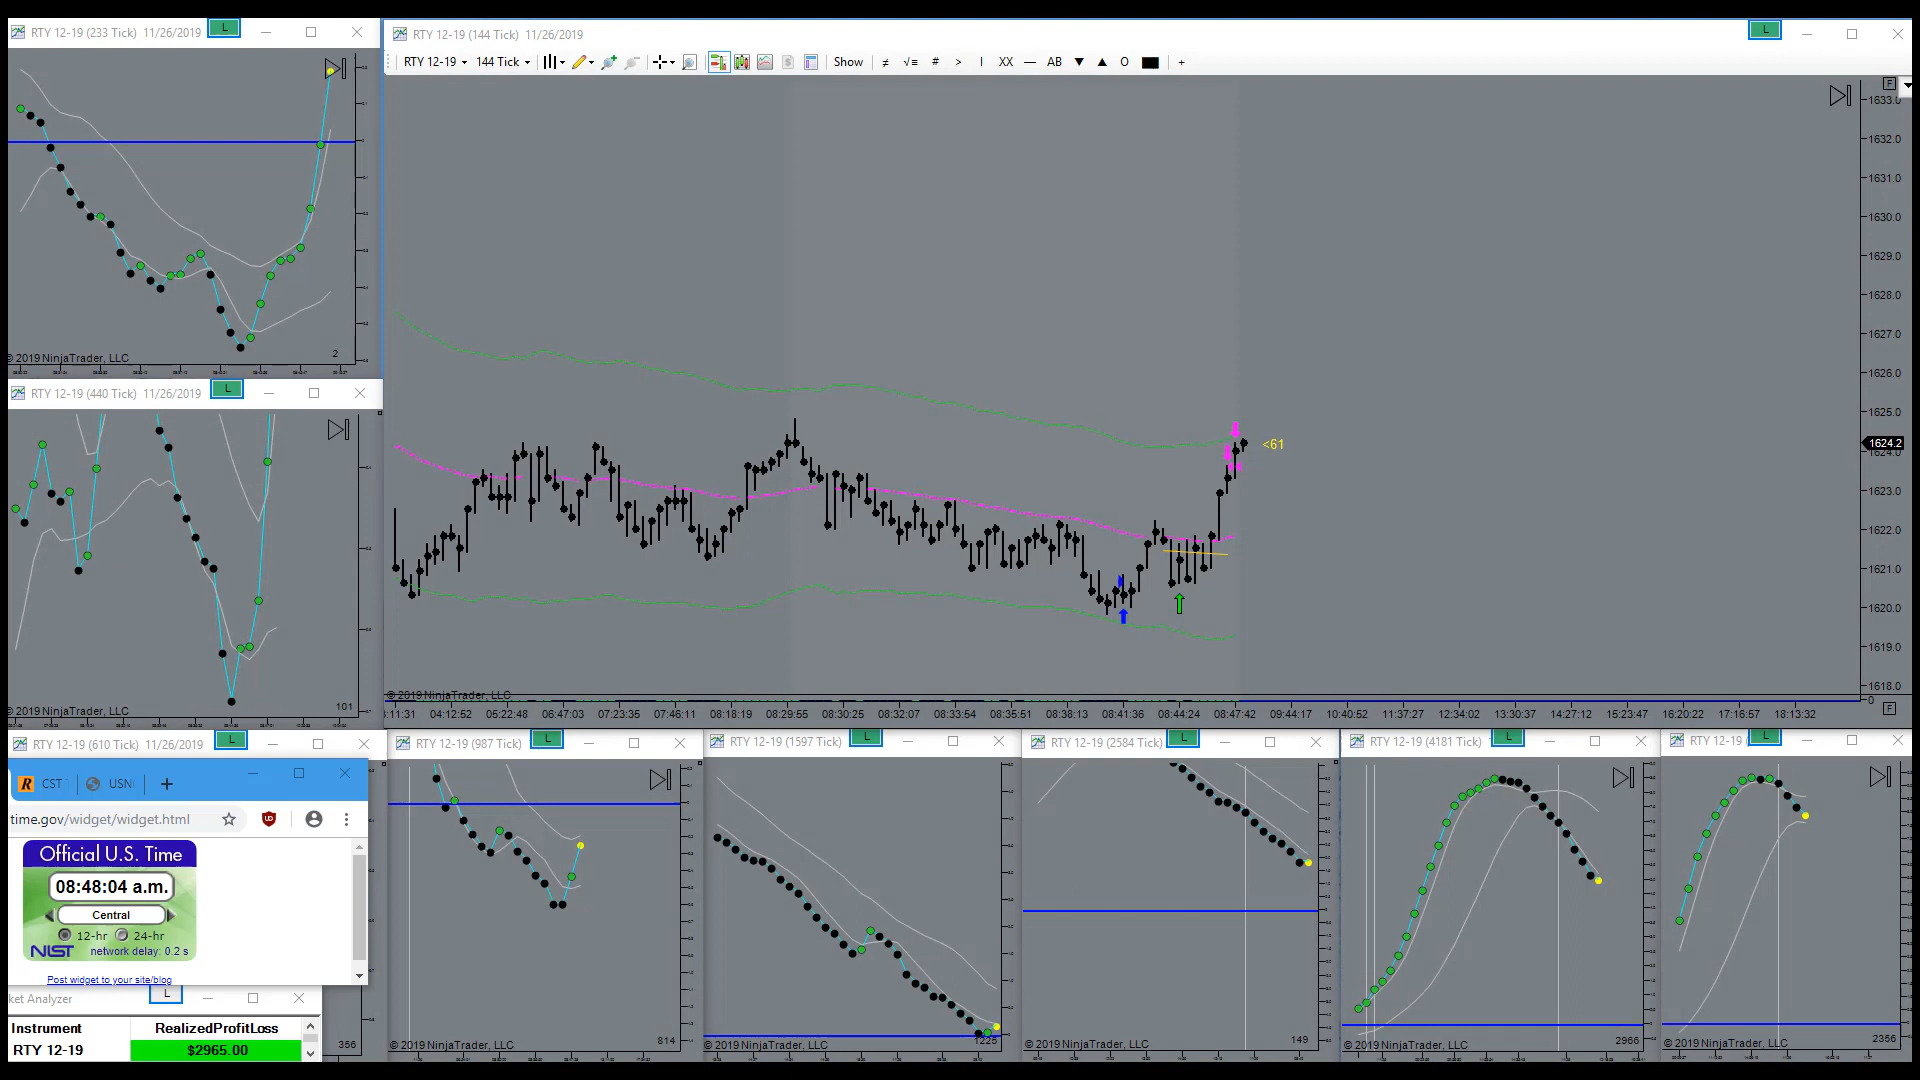 RTY 12-19 (233 Tick) 11/26/2019
L
2
© 2019 NinjaTrader, LLC
RTY 12-19 (440 Tick) 11/26/2019
L
101
© 2019 NinjaTrader, LLC
RTY 12-19 (144 Tick) 11/26/2019
L
RTY 12-19
144 Tick
Show
≠
√=
#
>
I
XX
—
AB
▼
▲
O
+
F
1633.0
1632.0
1631.0
1630.0
1629.0
1628.0
1627.0
1626.0
1625.0
1624.2
1624.0
1623.0
1622.0
1621.0
1620.0
1619.0
1618.0
0
F
<61
© 2019 NinjaTrader, LLC
:11:31 04:12:52 05:22:48 06:47:03 07:23:35 07:46:11 08:18:19 08:29:55 08:30:25 08:32:07 08:33:54 08:35:51 08:38:13 08:41:36 08:44:24 08:47:42 09:44:17 10:40:52 11:37:27 12:34:02 13:30:37 14:27:12 15:23:47 16:20:22 17:16:57 18:13:32
RTY 12-19 (610 Tick) 11/26/2019
L
CST
USN
+
time.gov/widget/widget.html
Official U.S. Time
08:48:04 a.m.
Central
12-hr 24-hr
NIST network delay: 0.2 s
Post widget to your site/blog
ket Analyzer
L
Instrument RealizedProfitLoss
RTY 12-19 $2965.00
356
RTY 12-19 (987 Tick)
L
© 2019 NinjaTrader, LLC
814
RTY 12-19 (1597 Tick)
L
© 2019 NinjaTrader, LLC
1225
RTY 12-19 (2584 Tick)
L
© 2019 NinjaTrader, LLC
149
RTY 12-19 (4181 Tick)
L
© 2019 NinjaTrader, LLC
2966
RTY 12-19 (
L
© 2019 NinjaTrader, LLC
2356